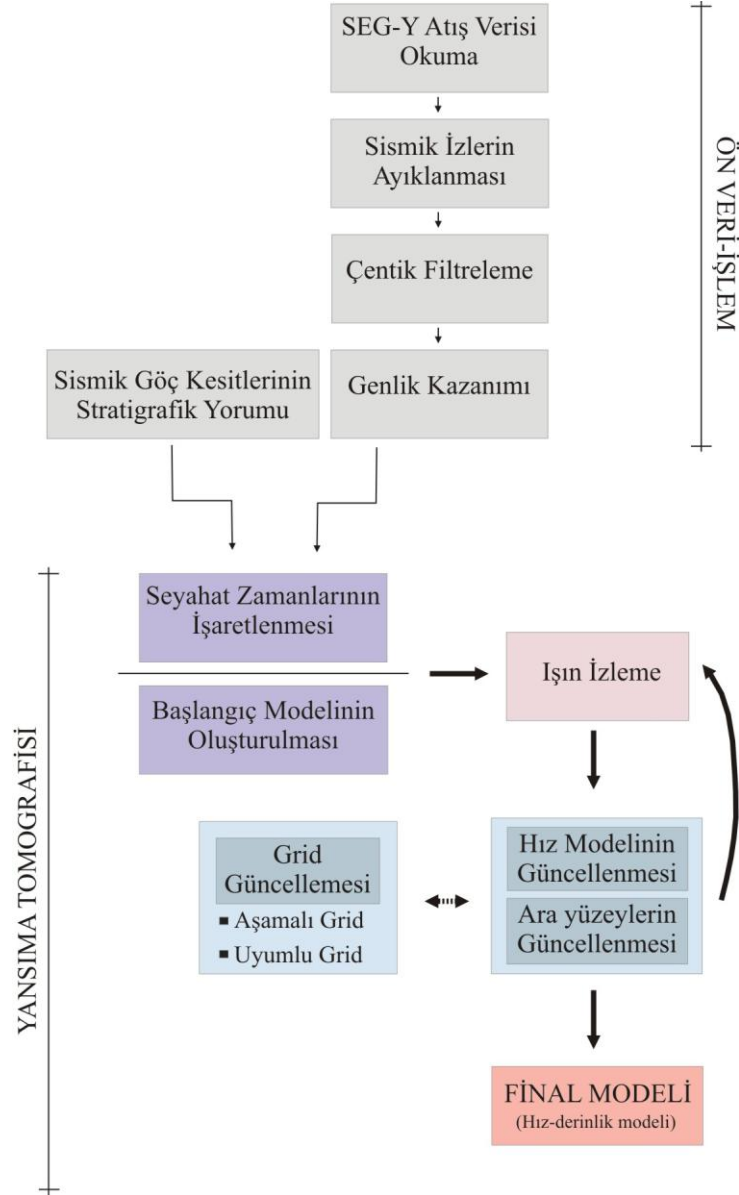 SEG-Y Atış Verisi
Okuma
Sismik İzlerin
Ayıklanması
Çentik Filtreleme
Sismik Göç Kesitlerinin
Stratigrafik Yorumu
Genlik Kazanımı
ÖN VERİ-İŞLEM
Seyahat Zamanlarının
İşaretlenmesi
Başlangıç Modelinin
Oluşturulması
Işın İzleme
Grid
Güncellemesi
▪ Aşamalı Grid
▪ Uyumlu Grid
Hız Modelinin
Güncellenmesi
Ara yüzeylerin
Güncellenmesi
FİNAL MODELİ
(Hız-derinlik modeli)
YANSIMA TOMOGRAFİSİ